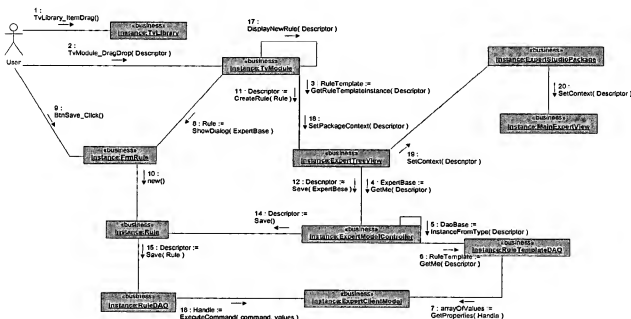 1 :
TvLibrary_ItemDrag()
«business»
Instance:TvLibrary
17 :
DisplayNewRule( Descriptor )
2 :
TvModule_DragDrop( Descriptor )
User
«business»
Instance:TvModule
«business»
Instance:ExpertStudioPackage
3 : RuleTemplate :=
GetRuleTemplateInstance( Descriptor )
11 : Descriptor :=
CreateRule( Rule )
20 :
SetContext( Descriptor )
9 :
BtnSave_Click()
8 : Rule :=
ShowDialog( ExpertBase )
18 :
SetPackageContext( Descriptor )
«business»
Instance:MainExpertView
«business»
Instance:FrmRule
«business»
Instance:ExpertTreeView
19 :
SetContext( Descriptor )
10 :
new()
12 : Descriptor :=
Save( ExpertBase )
4 : ExpertBase :=
GetMe( Descriptor )
14 : Descriptor :=
Save()
5 : DaoBase :=
InstanceFromType( Descriptor )
«business»
Instance:Rule
«business»
Instance:ExpertModelController
«business»
Instance:RuleTemplateDAO
15 : Descriptor :=
Save( Rule )
6 : RuleTemplate :=
GetMe( Descriptor )
«business»
Instance:RuleDAO
«business»
Instance:ExpertClientModel
16 : Handle :=
ExecuteCommand( command, values )
7 : arrayOfValues :=
GetProperties( Handle )